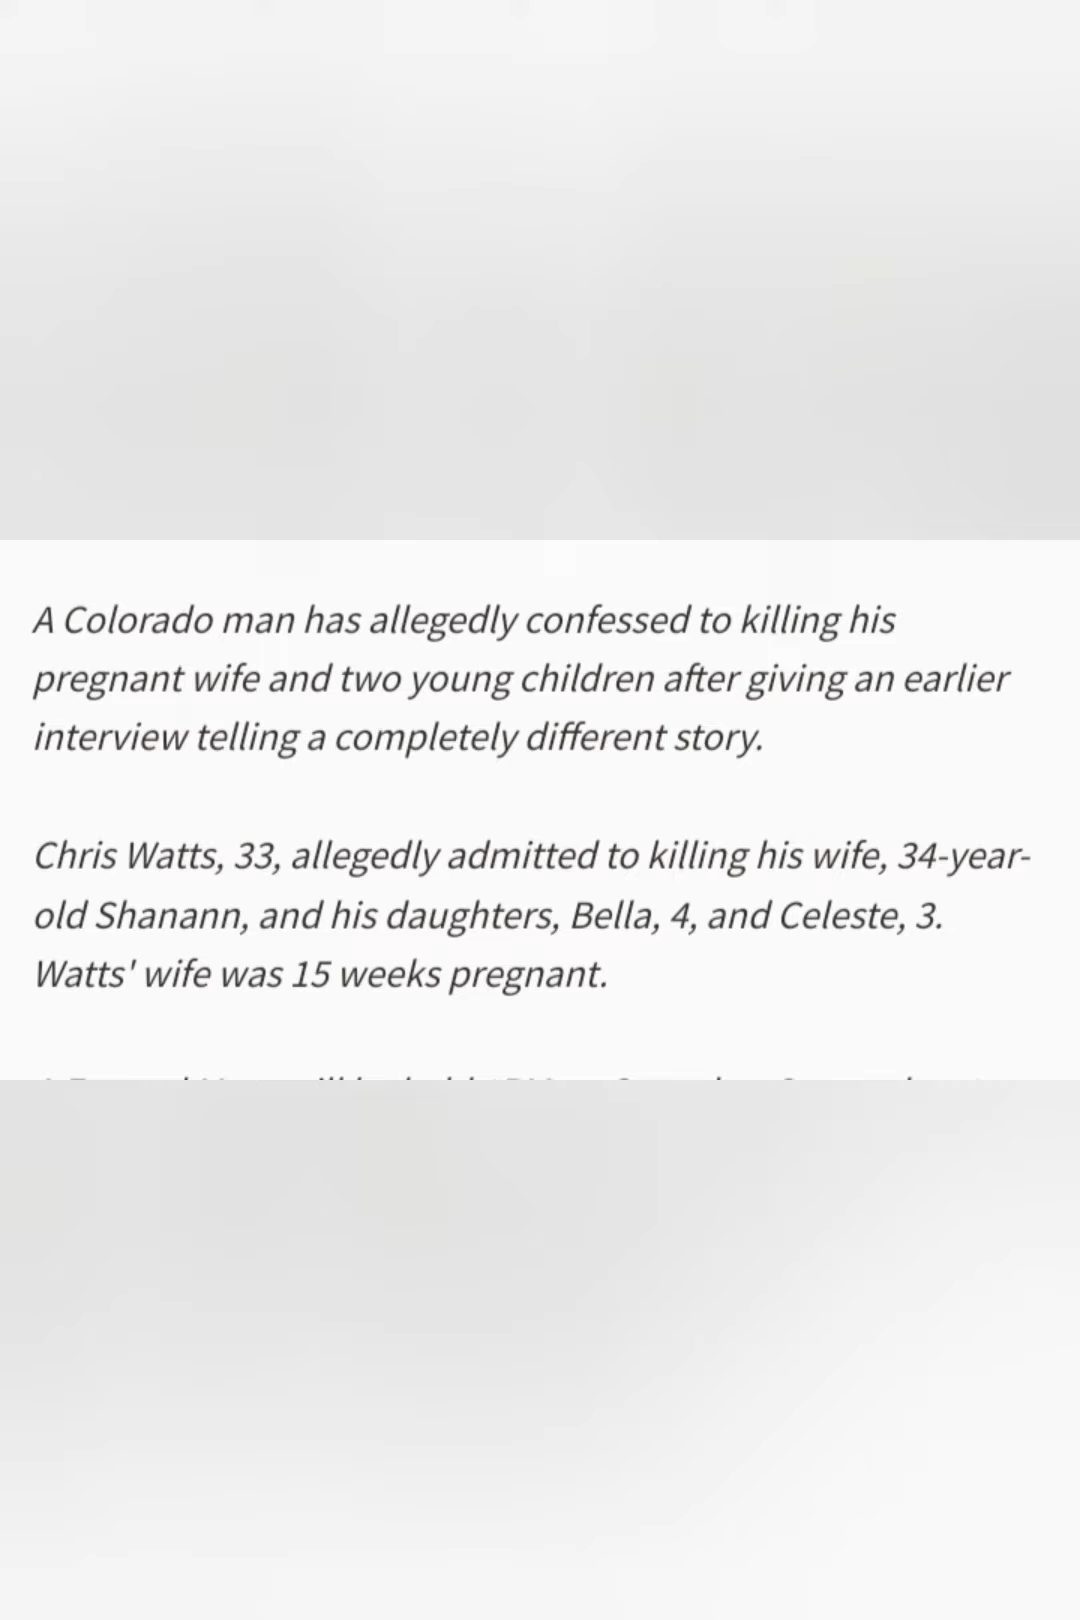 A Colorado man has allegedly confessed to killing his
pregnant wife and two young children after giving an earlier
interview telling a completely different story.
Chris Watts, 33, allegedly admitted to killing his wife, 34-year-
old Shanann, and his daughters, Bella, 4, and Celeste, 3.
Watts' wife was 15 weeks pregnant.